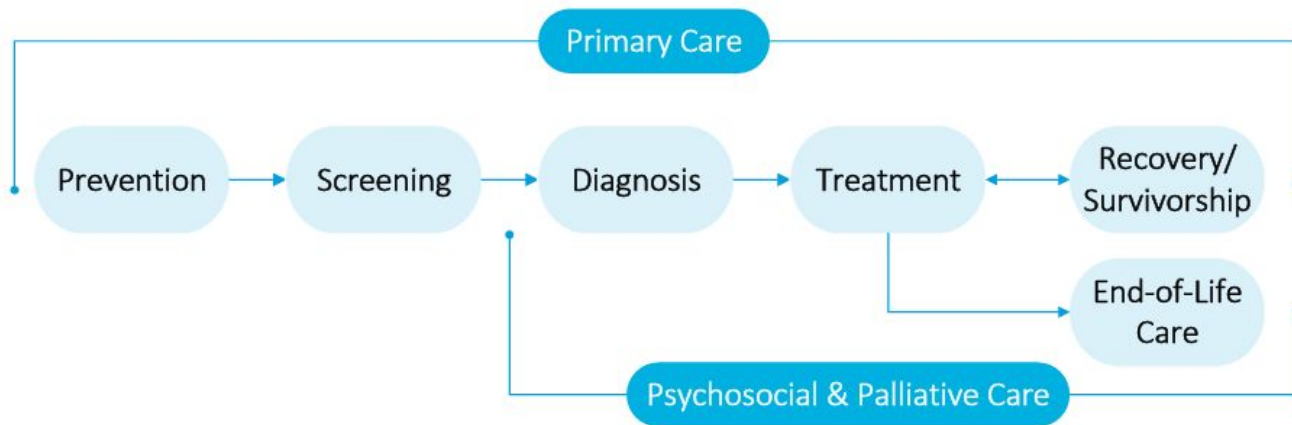 Primary Care
Prevention
Screening
Diagnosis
Treatment
Recovery/
Survivorship
End-of-Life
Care
Psychosocial & Palliative Care